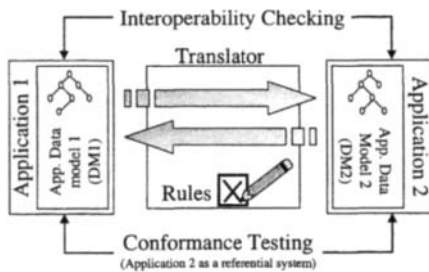 Interoperability Checking
Translator
Application 1
App. Data
model 1
(DM1)
App. Data
Model 2
(DM2)
Application 2
Rules
Conformance Testing
(Application 2 as a referential system)